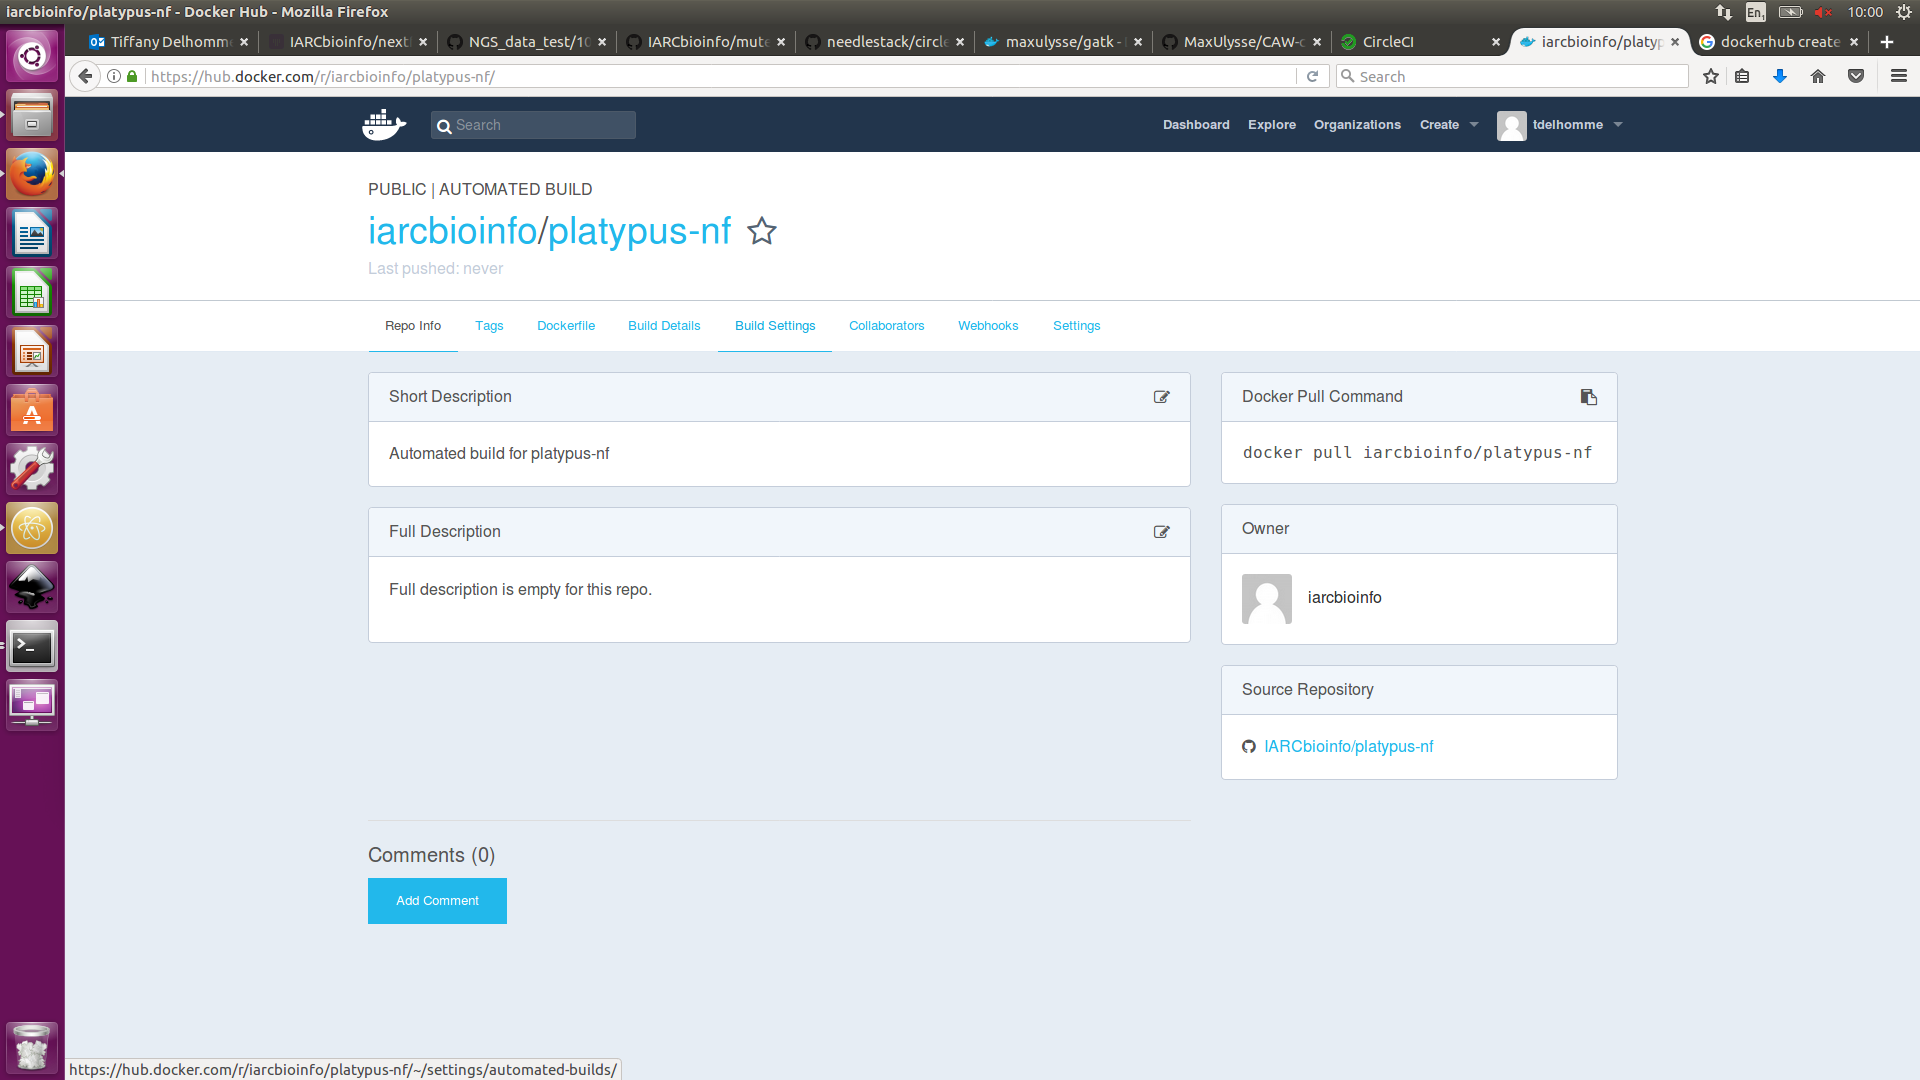 iarcbioinfo/platypus-nf - Docker Hub - Mozilla Firefox
En1
10:00
Tiffany Delhomm
IARCbioinfo/next
NGS_data_test/10
IARCbioinfo/mute
needlestack/circle
maxulysse/gatk -
MaxUlysse/CAW-c
CircleCI
iarcbioinfo/platyp
dockerhub create
https://hub.docker.com/r/iarcbioinfo/platypus-nf/
Search
Search
Dashboard
Explore
Organizations
Create
tdelhomme
PUBLIC | AUTOMATED BUILD
iarcbioinfo/platypus-nf
Last pushed: never
Repo Info
Tags
Dockerfile
Build Details
Build Settings
Collaborators
Webhooks
Settings
Short Description
Automated build for platypus-nf
Full Description
Full description is empty for this repo.
Docker Pull Command
docker pull iarcbioinfo/platypus-nf
Owner
iarcbioinfo
Source Repository
IARCbioinfo/platypus-nf
Comments (0)
Add Comment
https://hub.docker.com/r/iarcbioinfo/platypus-nf/~/settings/automated-builds/